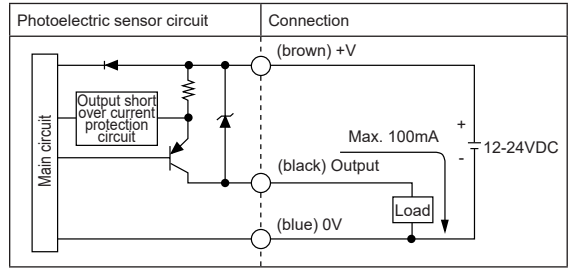 Photoelectric sensor circuit
Connection
(brown) +V
Main circuit
Output short
over current
protection
circuit
Max. 100mA
+
-
12-24VDC
(black) Output
Load
(blue) 0V